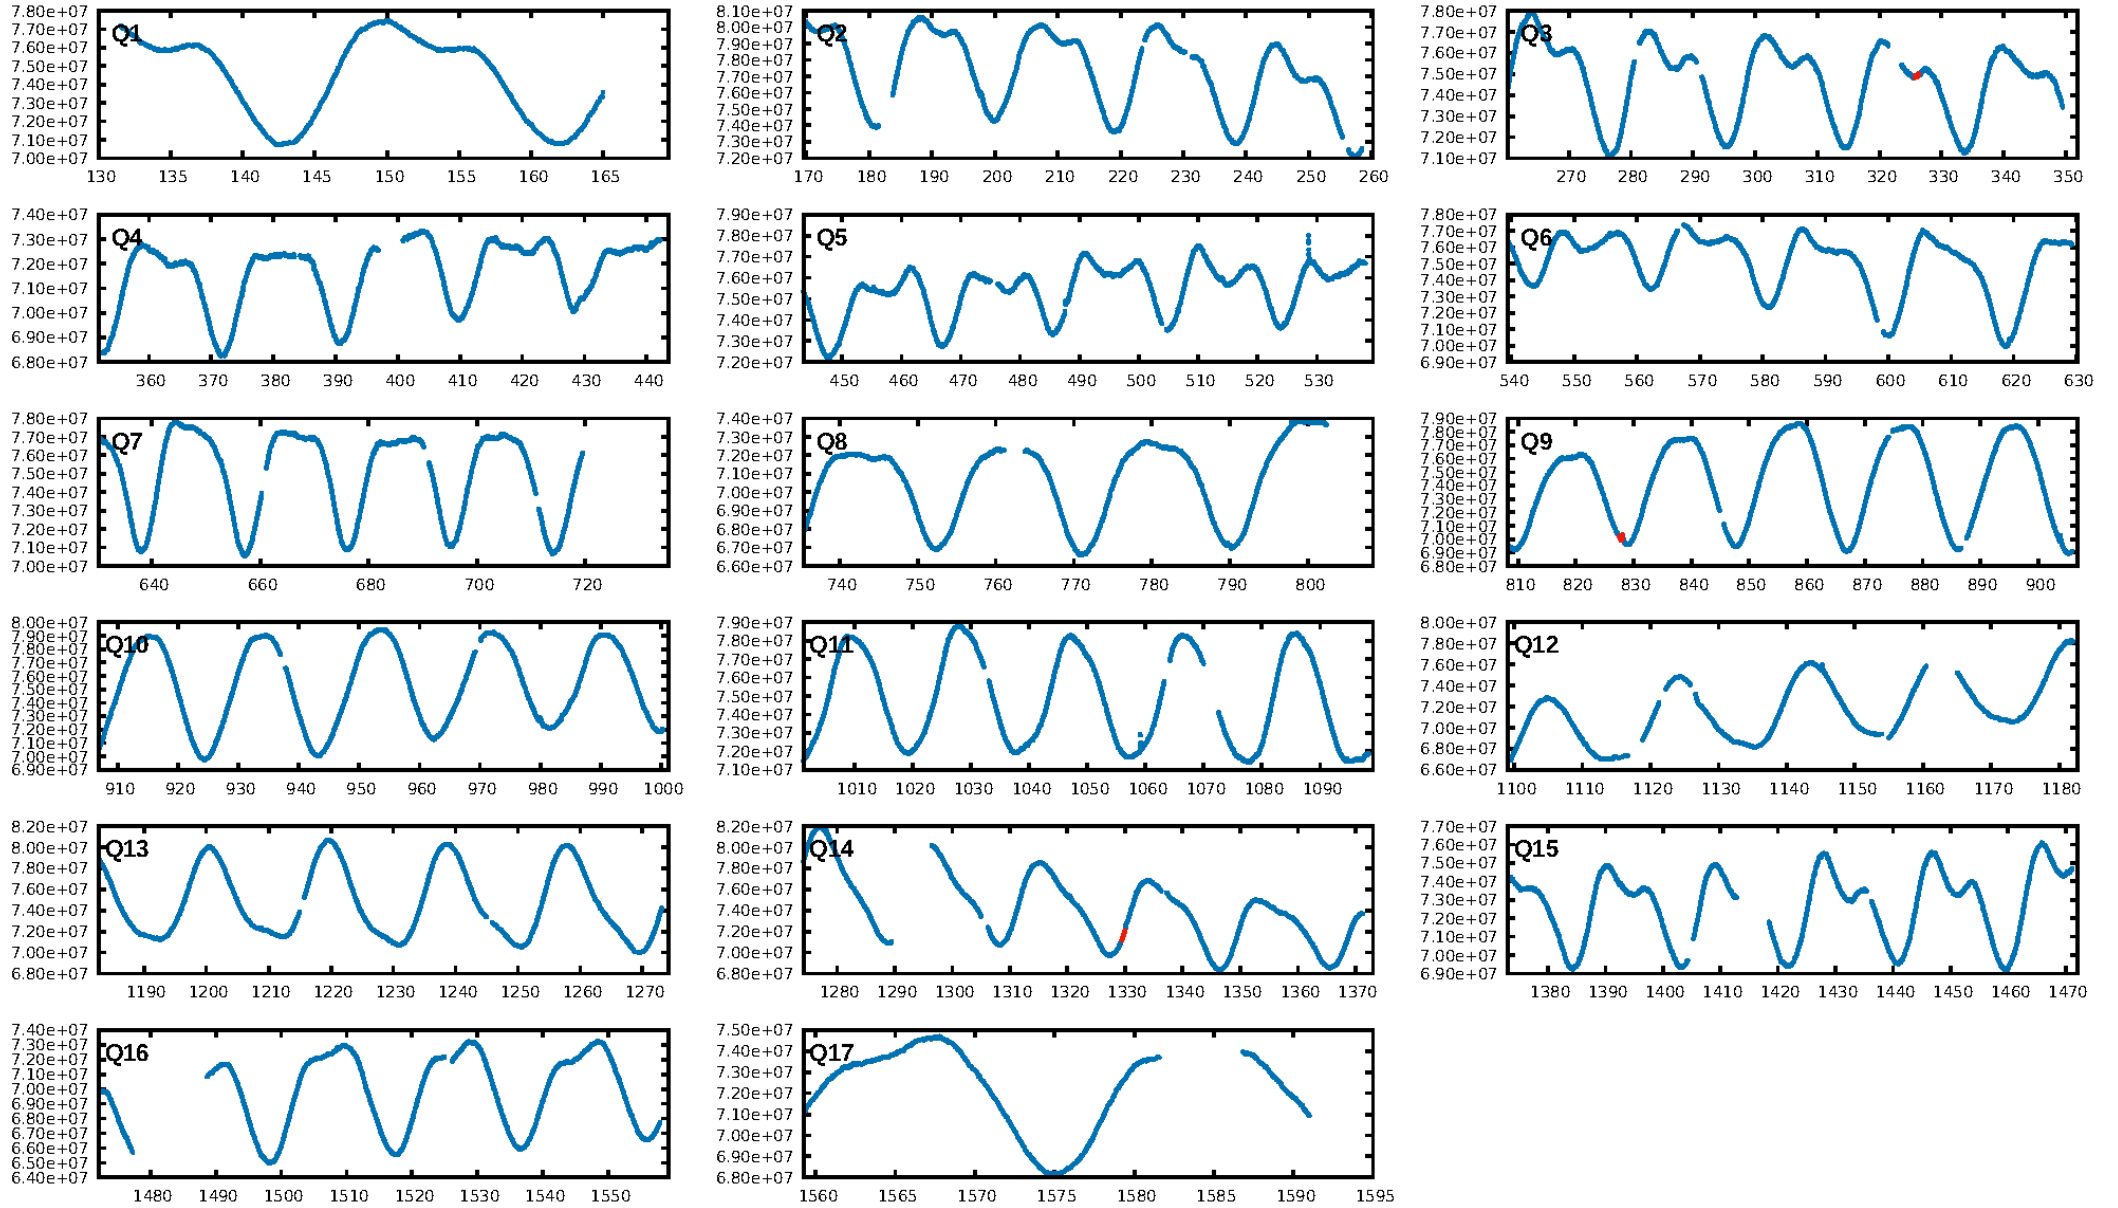 Q1
7.80e+07
7.70e+07
7.60e+07
7.50e+07
7.40e+07
7.30e+07
7.20e+07
7.10e+07
7.00e+07
130 135 140 145 150 155 160 165
Q2
8.10e+07
8.00e+07
7.90e+07
7.80e+07
7.70e+07
7.60e+07
7.50e+07
7.40e+07
7.30e+07
7.20e+07
170 180 190 200 210 220 230 240 250 260
Q3
7.80e+07
7.70e+07
7.60e+07
7.50e+07
7.40e+07
7.30e+07
7.20e+07
7.10e+07
270 280 290 300 310 320 330 340 350
Q4
7.40e+07
7.30e+07
7.20e+07
7.10e+07
7.00e+07
6.90e+07
6.80e+07
360 370 380 390 400 410 420 430 440
Q5
7.90e+07
7.80e+07
7.70e+07
7.60e+07
7.50e+07
7.40e+07
7.30e+07
7.20e+07
450 460 470 480 490 500 510 520 530
Q6
7.80e+07
7.70e+07
7.60e+07
7.50e+07
7.40e+07
7.30e+07
7.20e+07
7.10e+07
7.00e+07
6.90e+07
540 550 560 570 580 590 600 610 620 630
Q7
7.80e+07
7.70e+07
7.60e+07
7.50e+07
7.40e+07
7.30e+07
7.20e+07
7.10e+07
7.00e+07
640 660 680 700 720
Q8
7.40e+07
7.30e+07
7.20e+07
7.10e+07
7.00e+07
6.90e+07
6.80e+07
6.70e+07
6.60e+07
740 750 760 770 780 790 800
Q9
7.90e+07
7.80e+07
7.70e+07
7.60e+07
7.50e+07
7.40e+07
7.30e+07
7.20e+07
7.10e+07
7.00e+07
6.90e+07
6.80e+07
810 820 830 840 850 860 870 880 890 900
Q10
8.00e+07
7.90e+07
7.80e+07
7.70e+07
7.60e+07
7.50e+07
7.40e+07
7.30e+07
7.20e+07
7.10e+07
7.00e+07
6.90e+07
910 920 930 940 950 960 970 980 990 1000
Q11
7.90e+07
7.80e+07
7.70e+07
7.60e+07
7.50e+07
7.40e+07
7.30e+07
7.20e+07
7.10e+07
1010 1020 1030 1040 1050 1060 1070 1080 1090
Q12
8.00e+07
7.80e+07
7.60e+07
7.40e+07
7.20e+07
7.00e+07
6.80e+07
6.60e+07
1100 1110 1120 1130 1140 1150 1160 1170 1180
Q13
8.20e+07
8.00e+07
7.80e+07
7.60e+07
7.40e+07
7.20e+07
7.00e+07
6.80e+07
1190 1200 1210 1220 1230 1240 1250 1260 1270
Q14
8.20e+07
8.00e+07
7.80e+07
7.60e+07
7.40e+07
7.20e+07
7.00e+07
6.80e+07
1280 1290 1300 1310 1320 1330 1340 1350 1360 1370
Q15
7.70e+07
7.60e+07
7.50e+07
7.40e+07
7.30e+07
7.20e+07
7.10e+07
7.00e+07
6.90e+07
1380 1390 1400 1410 1420 1430 1440 1450 1460 1470
Q16
7.40e+07
7.30e+07
7.20e+07
7.10e+07
7.00e+07
6.90e+07
6.80e+07
6.70e+07
6.60e+07
6.50e+07
6.40e+07
1480 1490 1500 1510 1520 1530 1540 1550
Q17
7.50e+07
7.40e+07
7.30e+07
7.20e+07
7.10e+07
7.00e+07
6.90e+07
6.80e+07
1560 1565 1570 1575 1580 1585 1590 1595